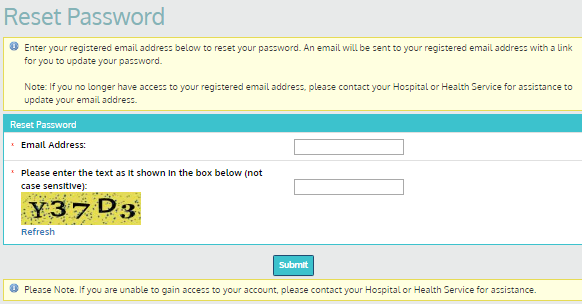 Reset Password
Enter your registered email address below to reset your password. An email will be sent to your registered email address with a link
for you to update your password.
Note: If you no longer have access to your registered email address, please contact your Hospital or Health Service for assistance to
update your email address.
Reset Password
* Email Address:
* Please enter the text as it shown in the box below (not
case sensitive):
Y37D3
Refresh
Submit
Please Note. If you are unable to gain access to your account, please contact your Hospital or Health Service for assistance.